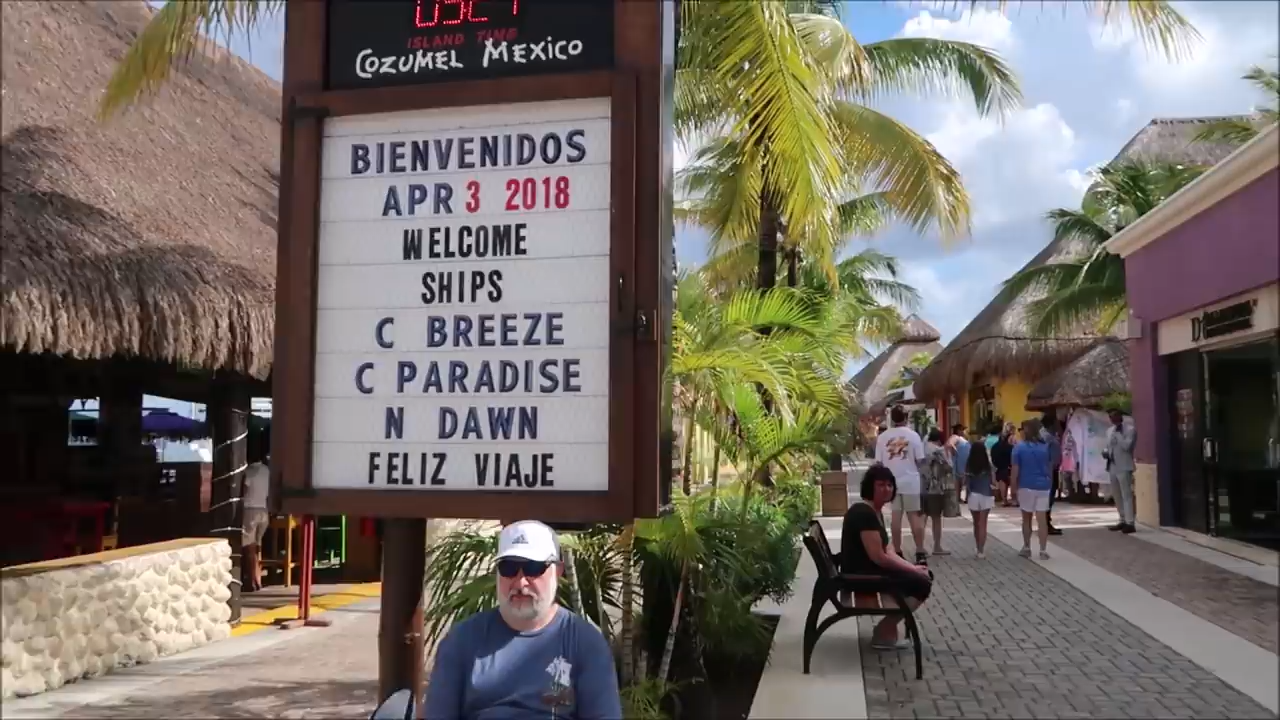 ISLAND TIME
COZUMEL MEXICO
BIENVENIDOS
APR 3 2018
WELCOME
SHIPS
C BREEZE
C PARADISE
N DAWN
FELIZ VIAJE